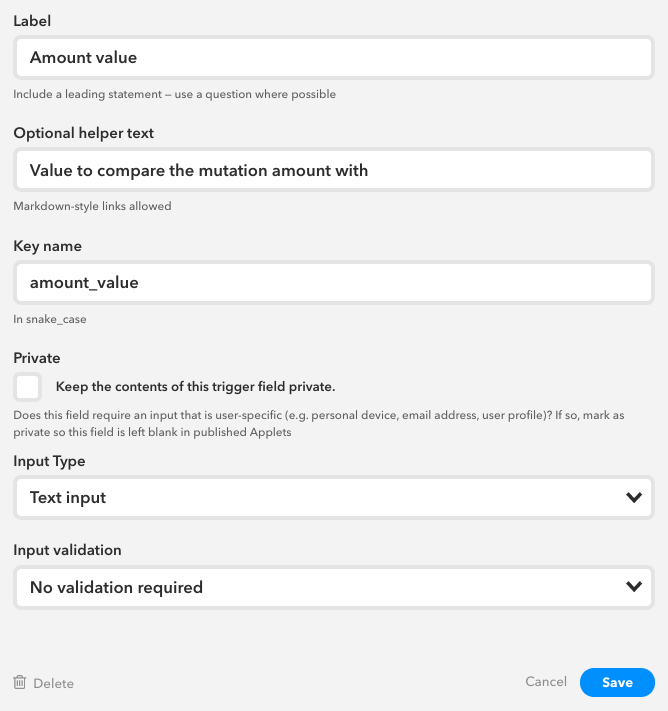 Label
Amount value
Include a leading statement – use a question where possible
Optional helper text
Value to compare the mutation amount with
Markdown-style links allowed
Key name
amount_value
In snake_case
Private
Keep the contents of this trigger field private.
Does this field require an input that is user-specific (e.g. personal device, email address, user profile)? If so, mark as
private so this field is left blank in published Applets
Input Type
Text input
Input validation
No validation required
Delete
Cancel
Save